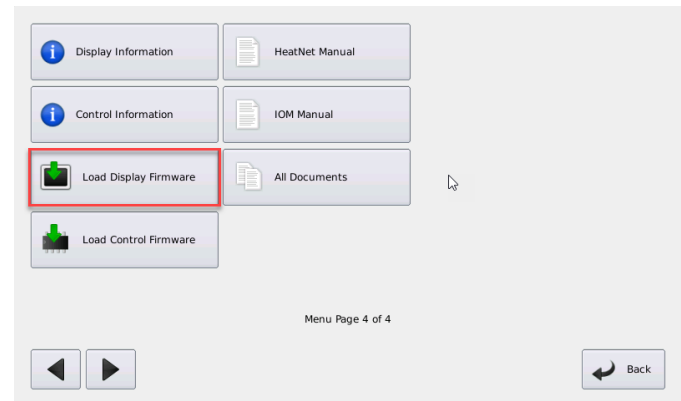 Display Information
HeatNet Manual
Control Information
IOM Manual
Load Display Firmware
All Documents
Load Control Firmware
Menu Page 4 of 4
Back